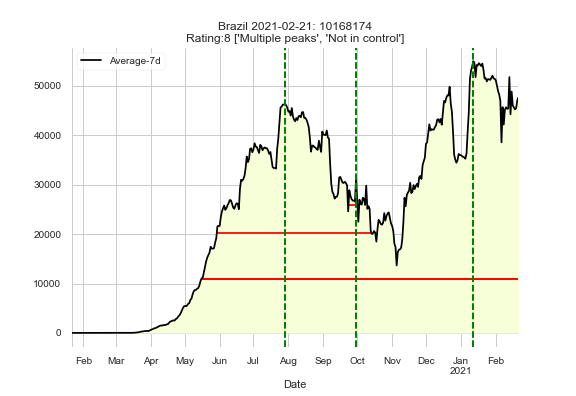 Brazil 2021-02-21: 10168174
Rating:8 ['Multiple peaks', 'Not in control']
Average-7d
50000
40000
30000
20000
10000
0
Feb Mar Apr May Jun Jul Aug Sep Oct Nov Dec Jan Feb
2021
Date